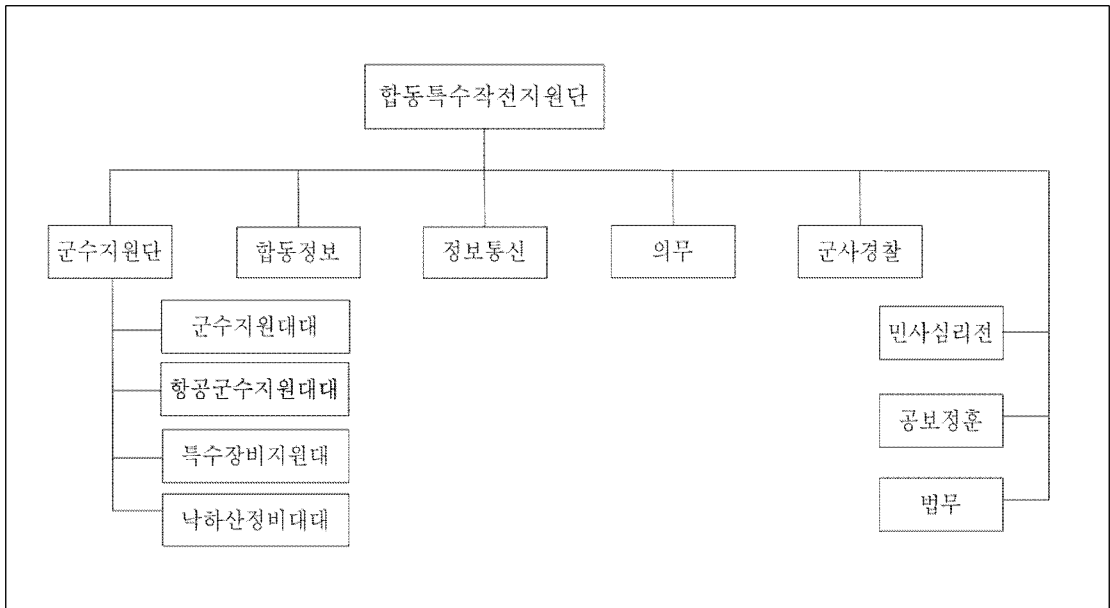 합동특수작전지원단
군수지원단
합동정보
정보통신
의무
군사경찰
군수지원대대
항공군수지원대대
특수장비지원대
낙하산정비대대
민사심리전
공보정훈
법무